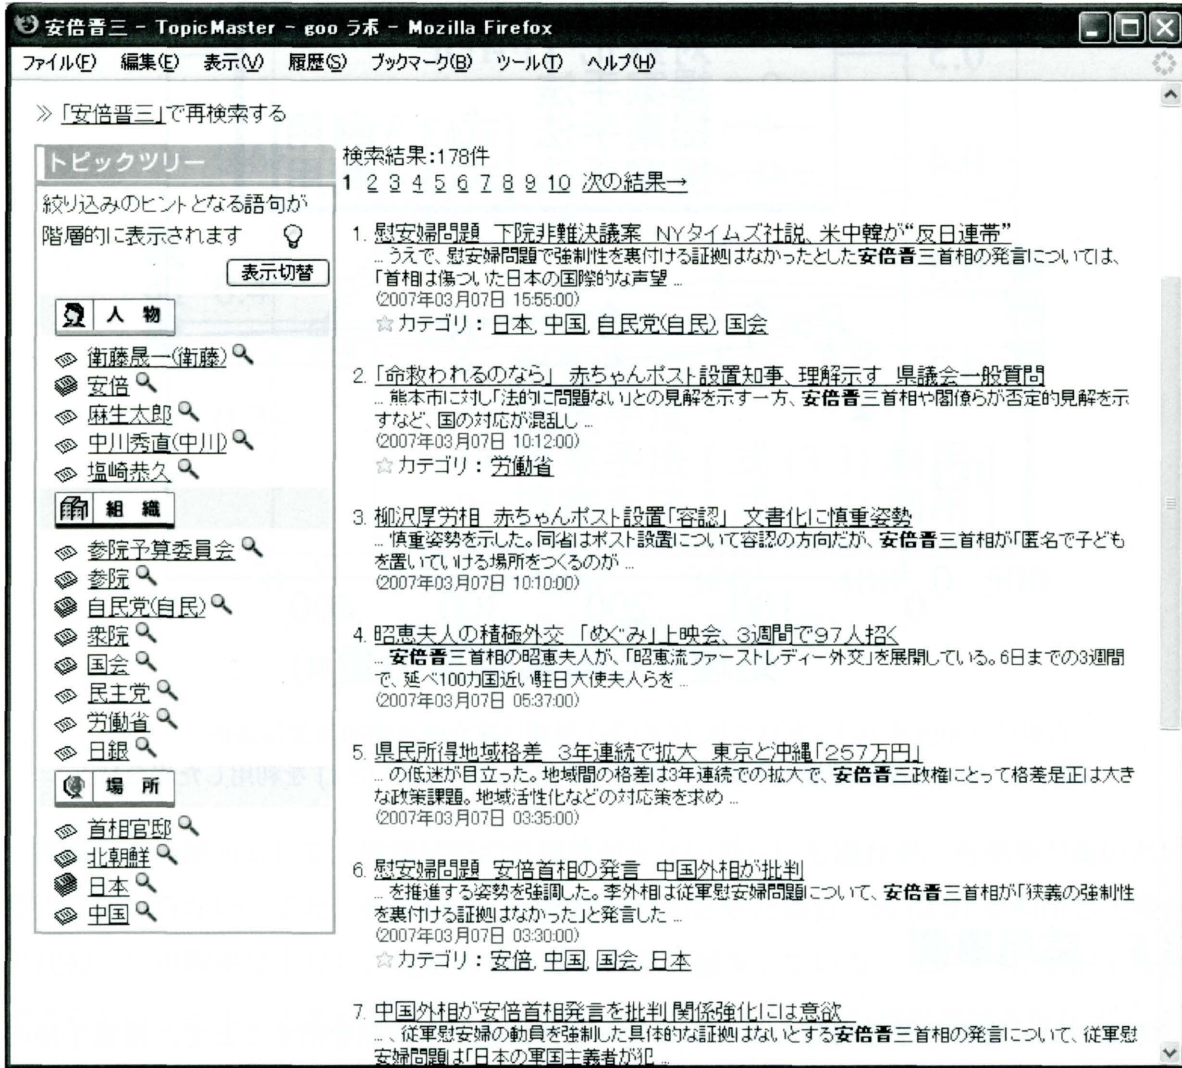 安倍晋三 - TopicMaster - goo ラボ - Mozilla Firefox
ファイル(F) 編集(E) 表示(V) 履歴(S) ブックマーク(B) ツール(T) ヘルプ(H)
≫ 「安倍晋三」で再検索する
トピックツリー
絞り込みのヒントとなる語句が
階層的に表示されます
表示切替
人 物
衛藤晟一(衛藤)
安倍
麻生太郎
中川秀直(中川)
塩崎恭久
組 織
参院予算委員会
参院
自民党(自民)
衆院
国会
民主党
労働省
日銀
場 所
首相官邸
北朝鮮
日本
中国
検索結果:178件
1 2 3 4 5 6 7 8 9 10 次の結果→
1. 慰安婦問題 下院非難決議案 NYタイムズ社説、米中韓が“反日連帯”
... うえで、慰安婦問題で強制性を裏付ける証拠はなかったとした安倍晋三首相の発言については、
「首相は傷ついた日本の国際的な声望 ...
(2007年03月07日 15:55:00)
☆カテゴリ : 日本, 中国, 自民党(自民), 国会
2. 「命救われるのなら」 赤ちゃんポスト設置知事、理解示す 県議会一般質問
... 熊本市に対し「法的に問題ない」との見解を示す一方、安倍晋三首相や閣僚らが否定的見解を示
すなど、国の対応が混乱し ...
(2007年03月07日 10:12:00)
☆カテゴリ : 労働省
3. 柳沢厚労相 赤ちゃんポスト設置「容認」 文書化に慎重姿勢
... 慎重姿勢を示した。同省はポスト設置について容認の方向だが、安倍晋三首相が「匿名で子ども
を置いていける場所をつくるのが ...
(2007年03月07日 10:10:00)
4. 昭恵夫人の積極外交 「めぐみ」上映会、3週間で97人招く
... 安倍晋三首相の昭恵夫人が、「昭恵流ファーストレディー外交」を展開している。6日までの3週間
で、延べ100カ国近い駐日大使夫人らを ...
(2007年03月07日 05:37:00)
5. 県民所得地域格差 3年連続で拡大 東京と沖縄「257万円」
... の低迷が目立った。地域間の格差は3年連続での拡大で、安倍晋三政権にとって格差是正は大き
な政策課題。地域活性化などの対応策を求め ...
(2007年03月07日 03:35:00)
6. 慰安婦問題 安倍首相の発言 中国外相が批判
... を推進する姿勢を強調した。李外相は従軍慰安婦問題について、安倍晋三首相が「狭義の強制性
を裏付ける証拠はなかった」と発言した ...
(2007年03月07日 03:30:00)
☆カテゴリ : 安倍, 中国, 国会, 日本
7. 中国外相が安倍首相発言を批判 関係強化には意欲
... 、従軍慰安婦の動員を強制した具体的な証拠はないとする安倍晋三首相の発言について、従軍慰
安婦問題は「日本の軍国主義者が犯 ...